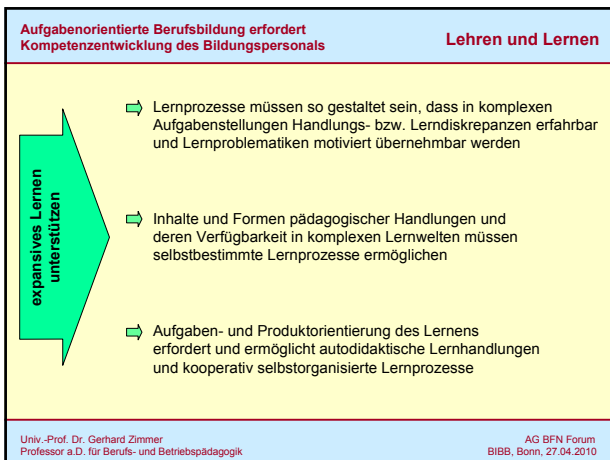 Aufgabenorientierte Berufsbildung erfordert
Kompetenzentwicklung des Bildungspersonals
Lehren und Lernen
expansives Lernen
unterstützen
Lernprozesse müssen so gestaltet sein, dass in komplexen
Aufgabenstellungen Handlungs- bzw. Lerndiskrepanzen erfahrbar
und Lernproblematiken motiviert übernehmbar werden
Inhalte und Formen pädagogischer Handlungen und
deren Verfügbarkeit in komplexen Lernwelten müssen
selbstbestimmte Lernprozesse ermöglichen
Aufgaben- und Produktorientierung des Lernens
erfordert und ermöglicht autodidaktische Lernhandlungen
und kooperativ selbstorganisierte Lernprozesse
Univ.-Prof. Dr. Gerhard Zimmer
Professor a.D. für Berufs- und Betriebspädagogik
AG BFN Forum
BIBB, Bonn, 27.04.2010